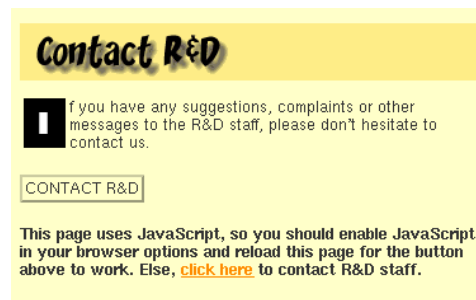 Contact R&D
If you have any suggestions, complaints or other
messages to the R&D staff, please don't hesitate to
contact us.
CONTACT R&D
This page uses JavaScript, so you should enable JavaScript
in your browser options and reload this page for the button
above to work. Else, click here to contact R&D staff.